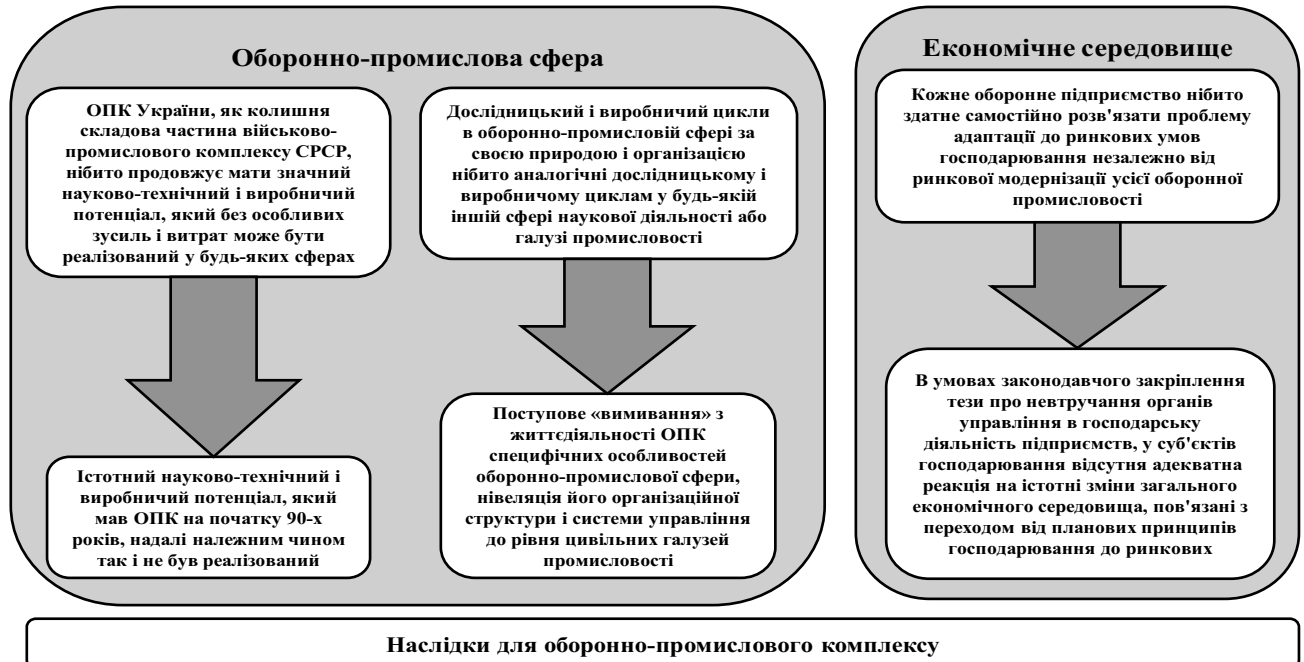 Оборонно-промислова сфера
ОПК України, як колишня
складова частина військово-
промислового комплексу СРСР,
нібито продовжує мати значний
науково-технічний і виробничий
потенціал, який без особливих
зусиль і витрат може бути
реалізований у будь-яких сферах
Дослідницький і виробничий цикли
в оборонно-промисловій сфері за
своєю природою і організацією
нібито аналогічні дослідницькому і
виробничому циклам у будь-якій
іншій сфері наукової діяльності або
галузі промисловості
Істотний науково-технічний і
виробничий потенціал, який
мав ОПК на початку 90-х
років, надалі належним чином
так і не був реалізований
Поступове «вимивання» з
життєдіяльності ОПК
специфічних особливостей
оборонно-промислової сфери,
нівеляція його організаційної
структури і системи управління
до рівня цивільних галузей
промисловості
Економічне середовище
Кожне оборонне підприємство нібито
здатне самостійно розв'язати проблему
адаптації до ринкових умов
господарювання незалежно від
ринкової модернізації усієї оборонної
промисловості
В умовах законодавчого закріплення
тези про невтручання органів
управління в господарську
діяльність підприємств, у суб'єктів
господарювання відсутня адекватна
реакція на істотні зміни загального
економічного середовища, пов'язані з
переходом від планових принципів
господарювання до ринкових
Наслідки для оборонно-промислового комплексу